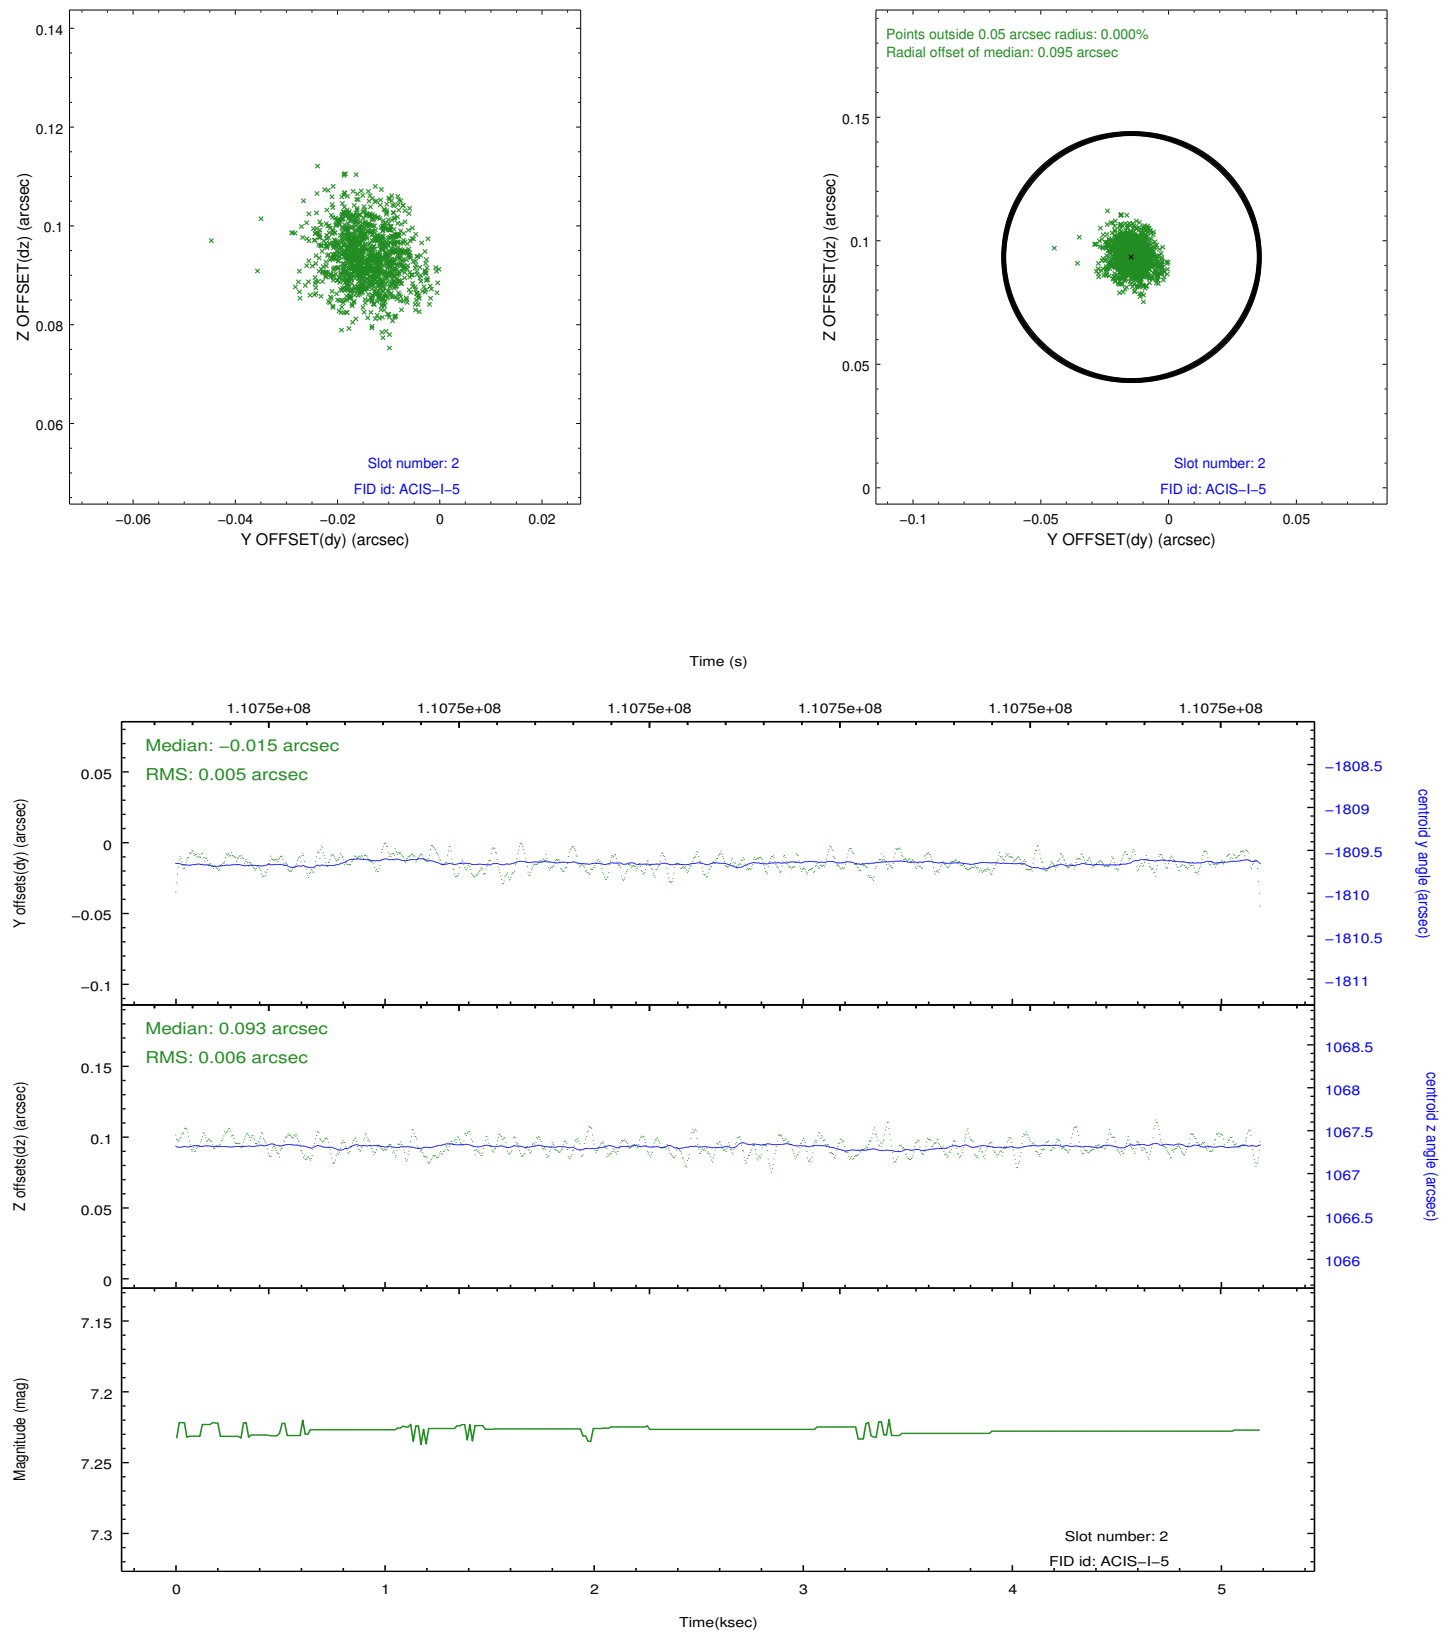 0.14
0.12
0.1
0.08
0.06
Z OFFSET(dz) (arcsec)
Slot number: 2
FID id: ACIS−I−5
−0.06
−0.04
−0.02
0
0.02
Y OFFSET(dy) (arcsec)
Points outside 0.05 arcsec radius: 0.000%
Radial offset of median: 0.095 arcsec
0.15
0.1
0.05
0
Z OFFSET(dz) (arcsec)
Slot number: 2
FID id: ACIS−I−5
−0.1
−0.05
0
0.05
Y OFFSET(dy) (arcsec)
Time (s)
1.1075e+08
1.1075e+08
1.1075e+08
1.1075e+08
1.1075e+08
1.1075e+08
Median: −0.015 arcsec
RMS: 0.005 arcsec
0.05
0
−0.05
−0.1
Y offsets(dy) (arcsec)
−1808.5
−1809
−1809.5
−1810
−1810.5
−1811
centroid y angle (arcsec)
Median: 0.093 arcsec
RMS: 0.006 arcsec
0.15
0.1
0.05
0
Z offsets(dz) (arcsec)
1068.5
1068
1067.5
1067
1066.5
1066
centroid z angle (arcsec)
7.15
7.2
7.25
7.3
Magnitude (mag)
Slot number: 2
FID id: ACIS−I−5
0
1
2
3
4
5
Time(ksec)